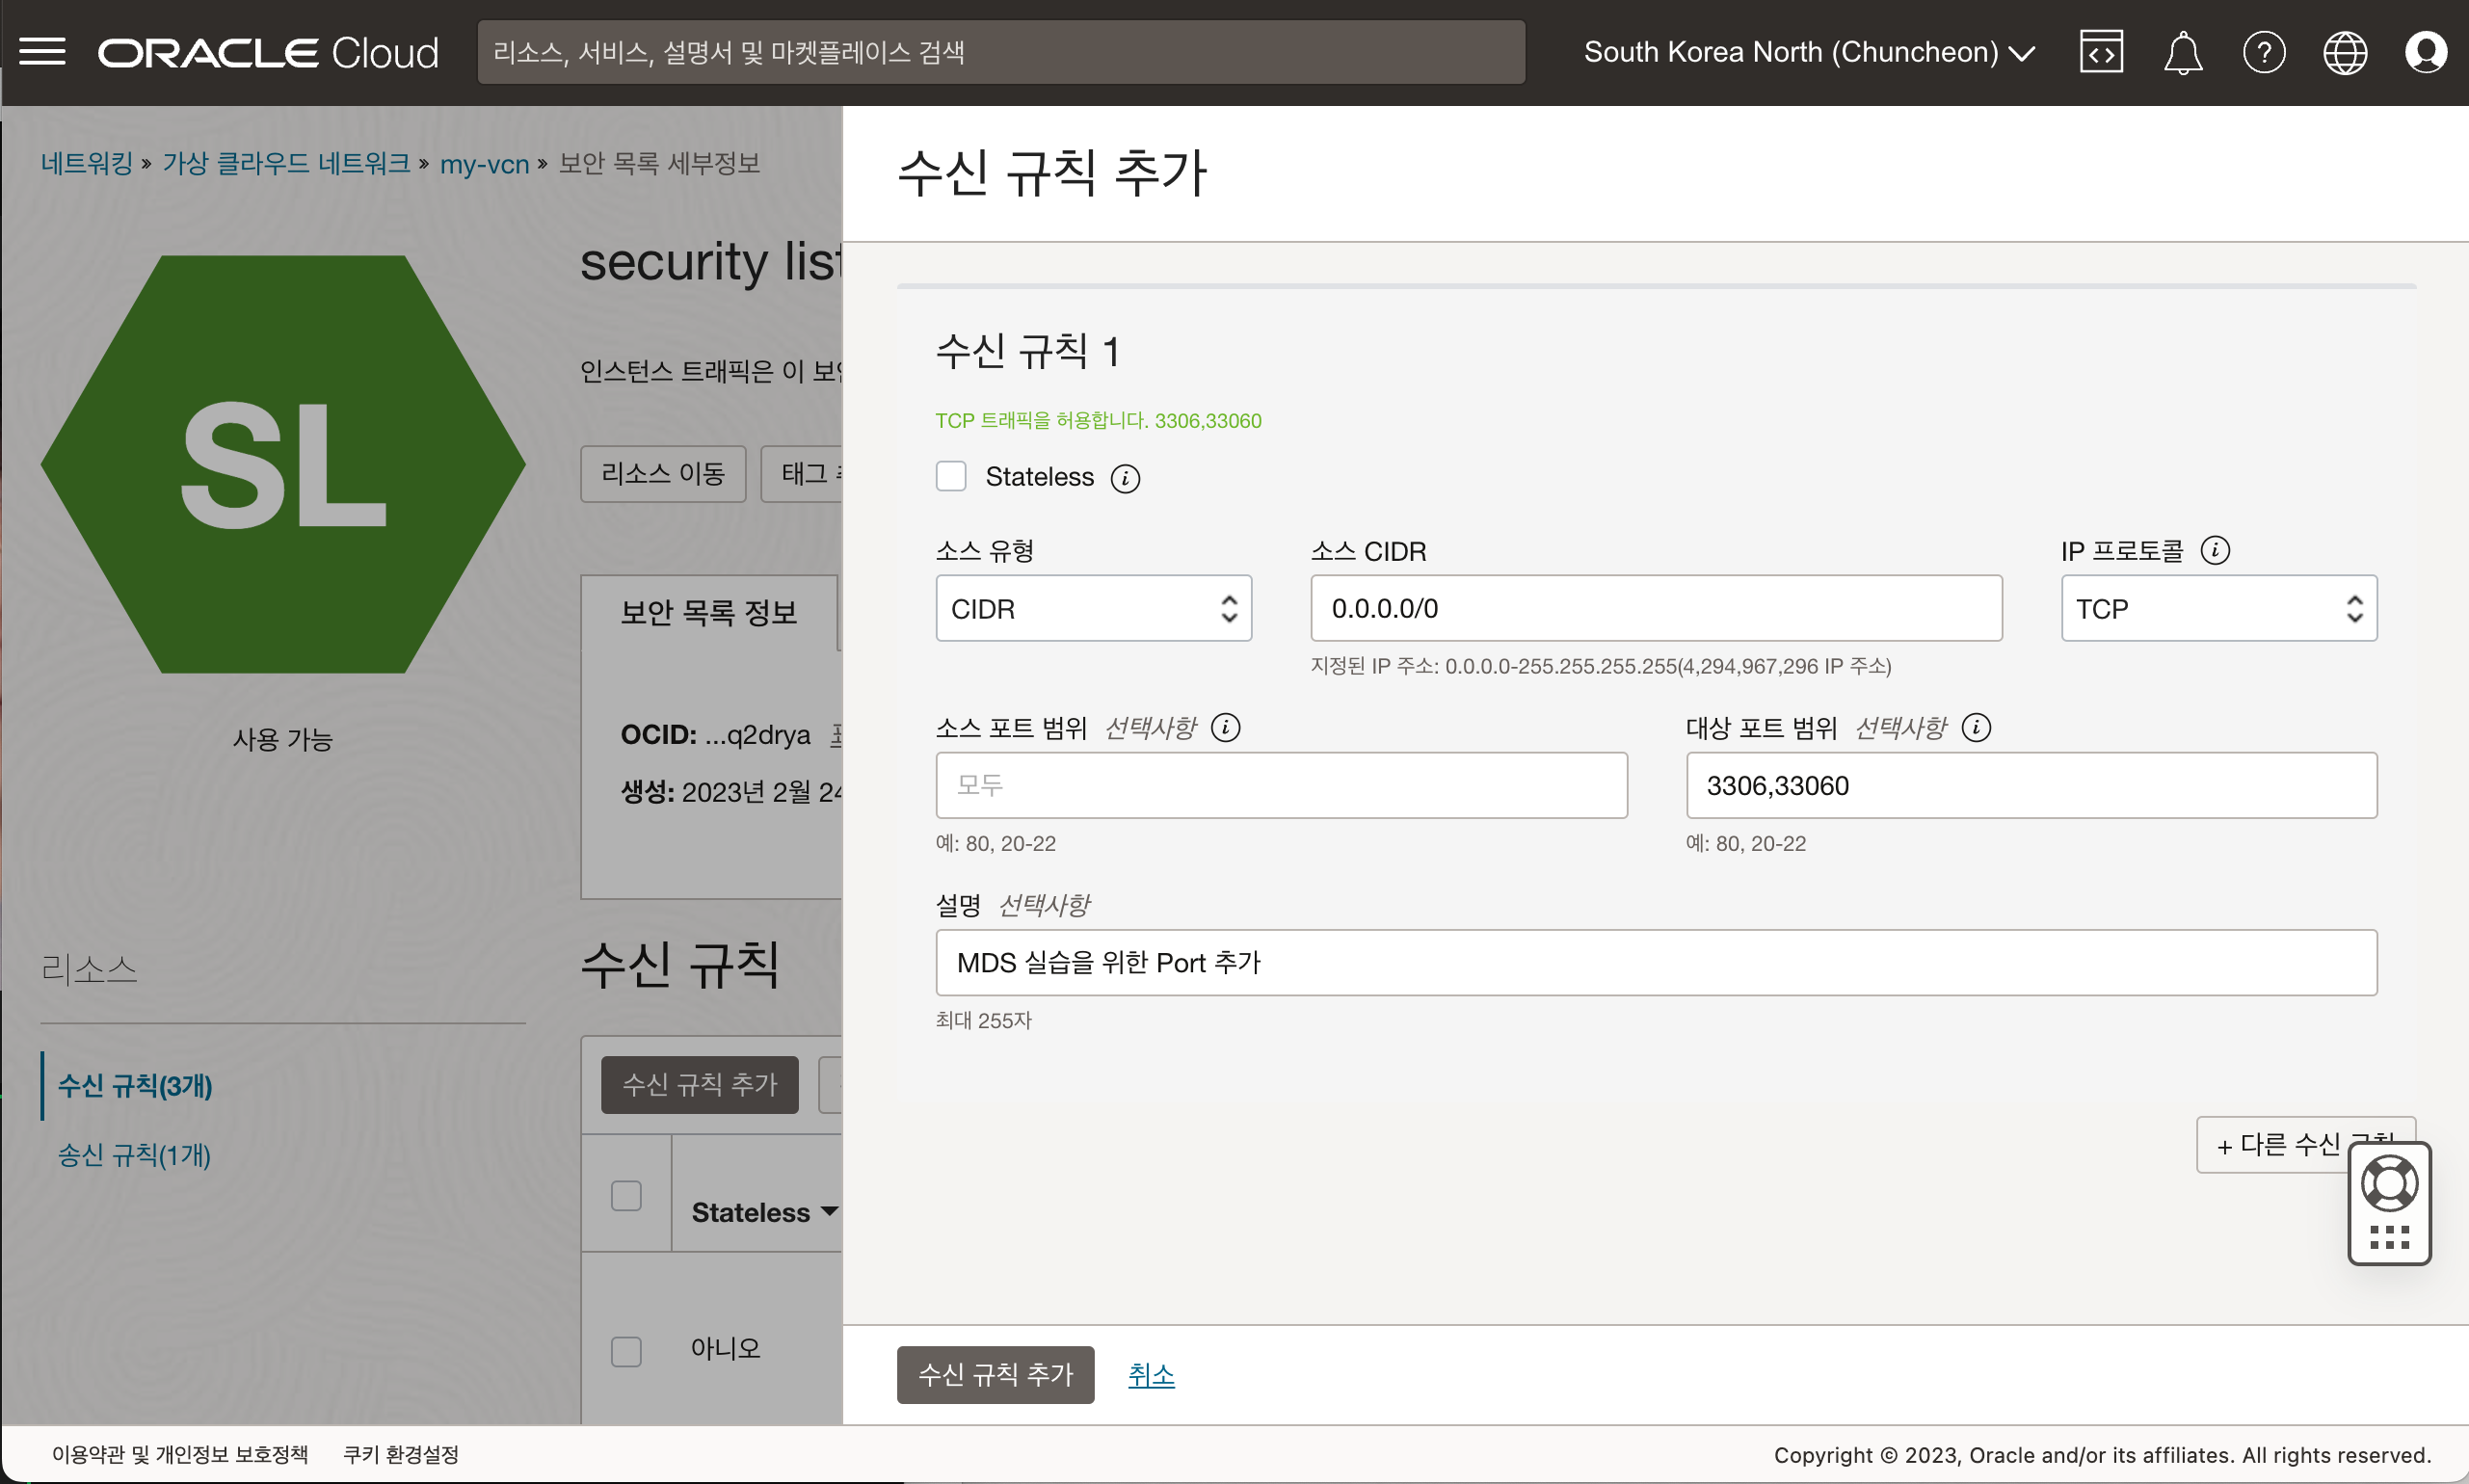 ORACLE Cloud
리소스, 서비스, 설명서 및 마켓플레이스 검색
South Korea North (Chuncheon)
네트워킹 » 가상 클라우드 네트워크 » my-vcn » 보안 목록 세부정보
SL
사용 가능
리소스
수신 규칙(3개)
송신 규칙(1개)
security list
인스턴스 트래픽은 이
리소스 이동
태그
보안 목록 정보
OCID: ...q2drya
생성: 2023년 2월 24
수신 규칙
수신 규칙 추가
Stateless
아니오
수신 규칙 추가
수신 규칙 1
TCP 트래픽을 허용합니다. 3306,33060
Stateless
소스 유형
CIDR
소스 CIDR
0.0.0.0/0
지정된 IP 주소: 0.0.0.0-255.255.255.255(4,294,967,296 IP 주소)
IP 프로토콜
TCP
소스 포트 범위 선택사항
모두
예: 80, 20-22
대상 포트 범위 선택사항
3306,33060
예: 80, 20-22
설명 선택사항
MDS 실습을 위한 Port 추가
최대 255자
+ 다른 수신
수신 규칙 추가
취소
이용약관 및 개인정보 보호정책
쿠키 환경설정
Copyright © 2023, Oracle and/or its affiliates. All rights reserved.